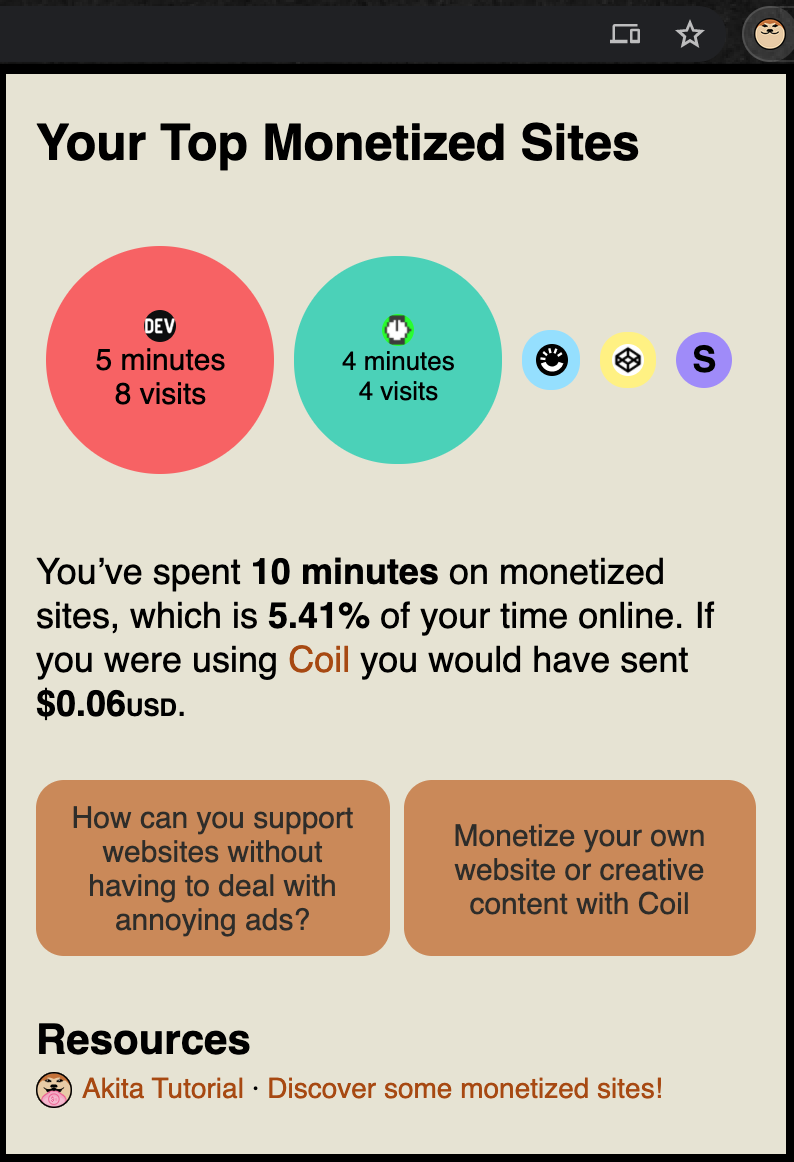 Your Top Monetized Sites
DEV
5 minutes
8 visits
4 minutes
4 visits
S
You’ve spent 10 minutes on monetized
sites, which is 5.41% of your time online. If
you were using Coil you would have sent
$0.06USD.
How can you support
websites without
having to deal with
annoying ads?
Monetize your own
website or creative
content with Coil
Resources
Akita Tutorial · Discover some monetized sites!